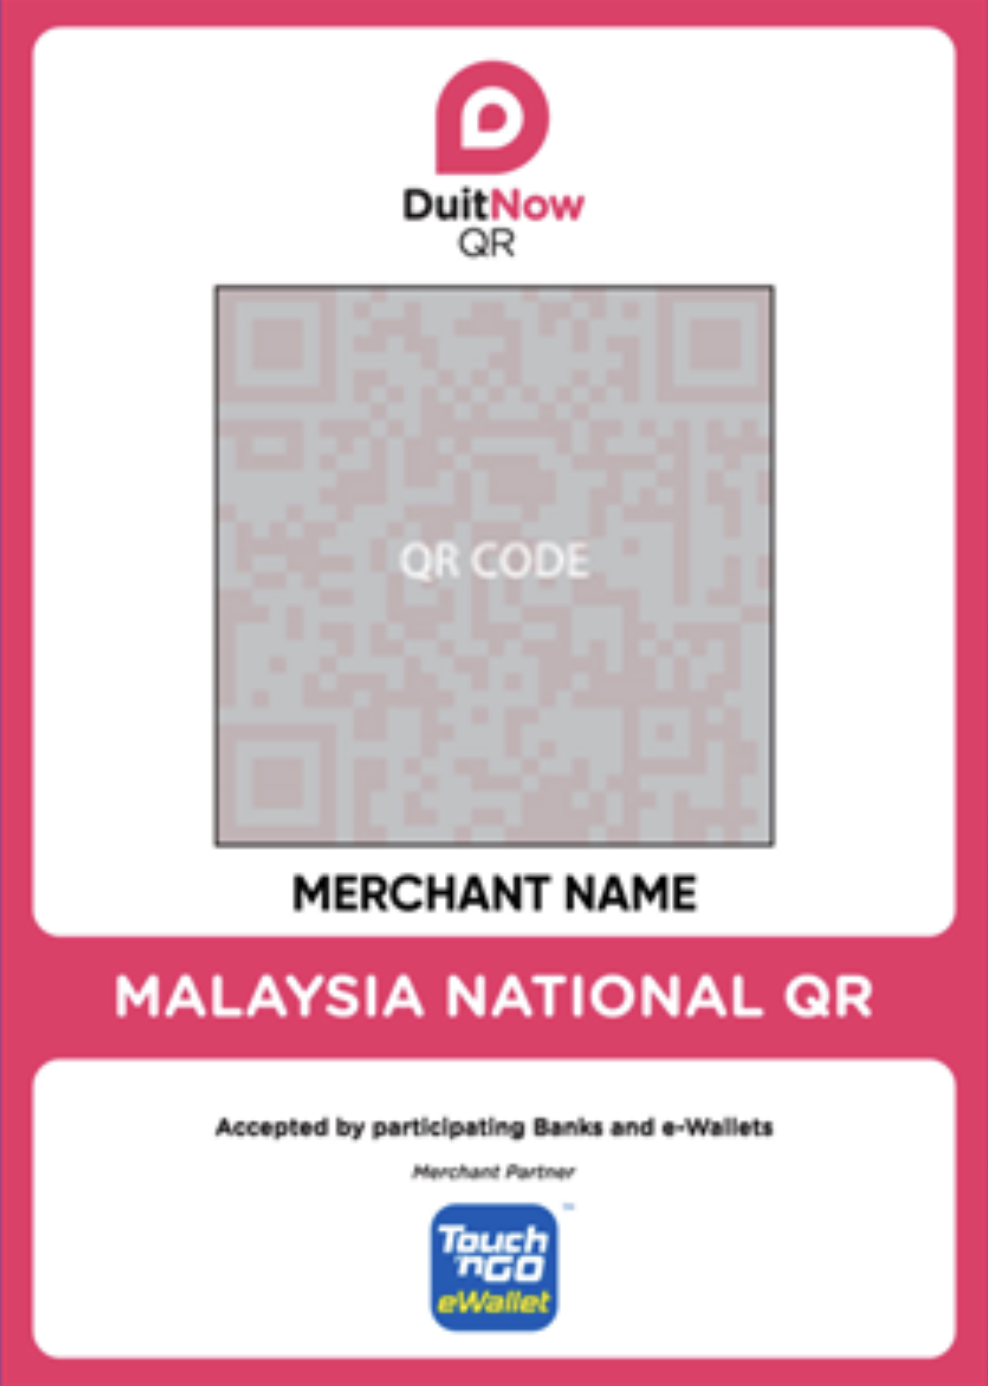 DuitNow
QR
QR CODE
MERCHANT NAME
MALAYSIA NATIONAL QR
Accepted by participating Banks and e-Wallets
Merchant Partner
Touch
'nGO
eWallet
™